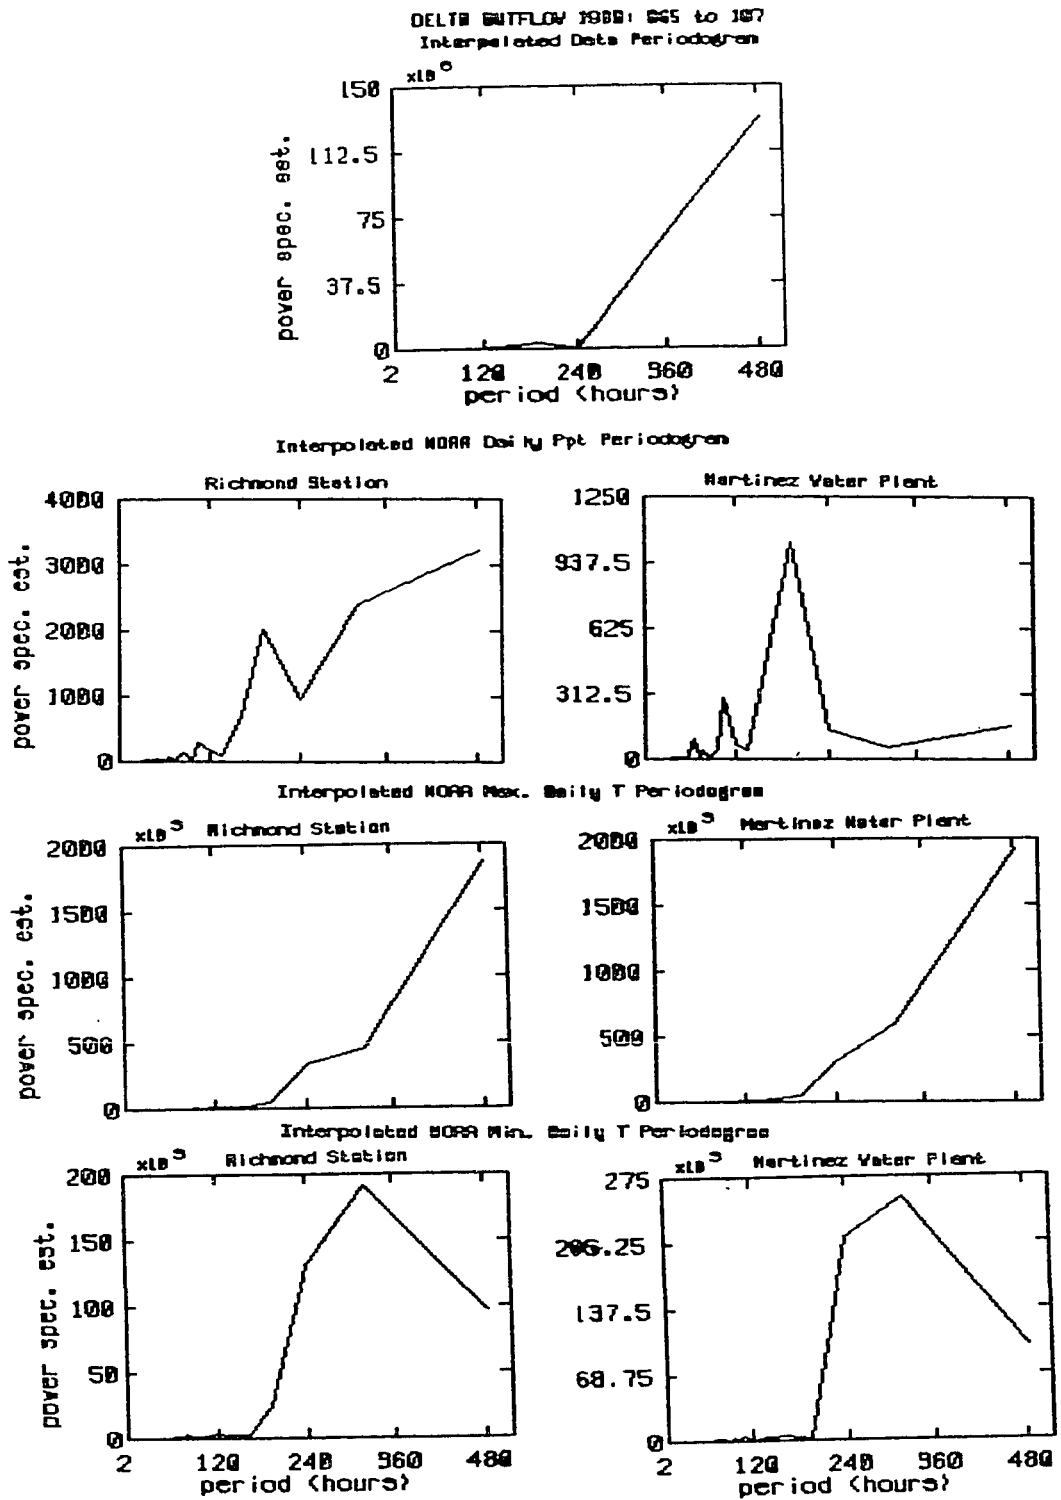 DELTA OUTFLOW 1980: 065 to 107
Interpolated Data Periodogram
x10 6
150
112.5
75
37.5
0
power spec. est.
2 120 240 360 480
period (hours)
Interpolated NOAA Daily Ppt Periodogram
Richmond Station
4000
3000
2000
1000
0
power spec. est.
Martinez Water Plant
1250
937.5
625
312.5
0
Interpolated NOAA Max. Daily T Periodogram
x10 3 Richmond Station
2000
1500
1000
500
0
power spec. est.
x10 3 Martinez Water Plant
2000
1500
1000
500
0
Interpolated NOAA Min. Daily T Periodogram
x10 3 Richmond Station
200
150
100
50
0
power spec. est.
2 120 240 360 480
period (hours)
x10 3 Martinez Water Plant
275
206.25
137.5
68.75
0
2 120 240 360 480
period (hours)